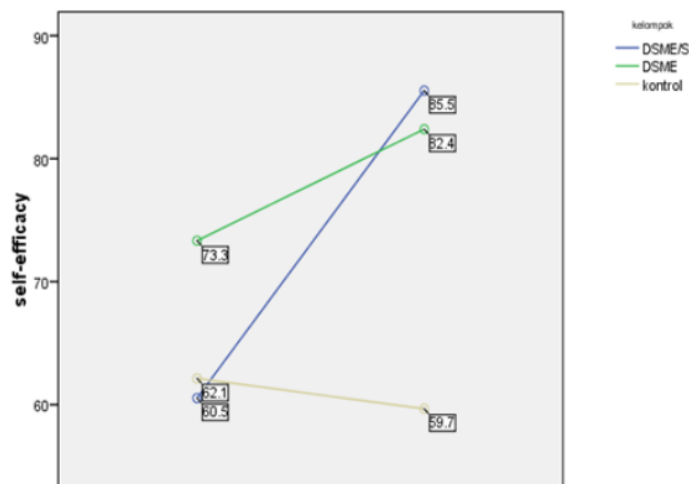 kelompok
DSME/S
DSME
kontrol
90
80
70
60
self-efficacy
85.5
82.4
73.3
62.1
60.5
59.7